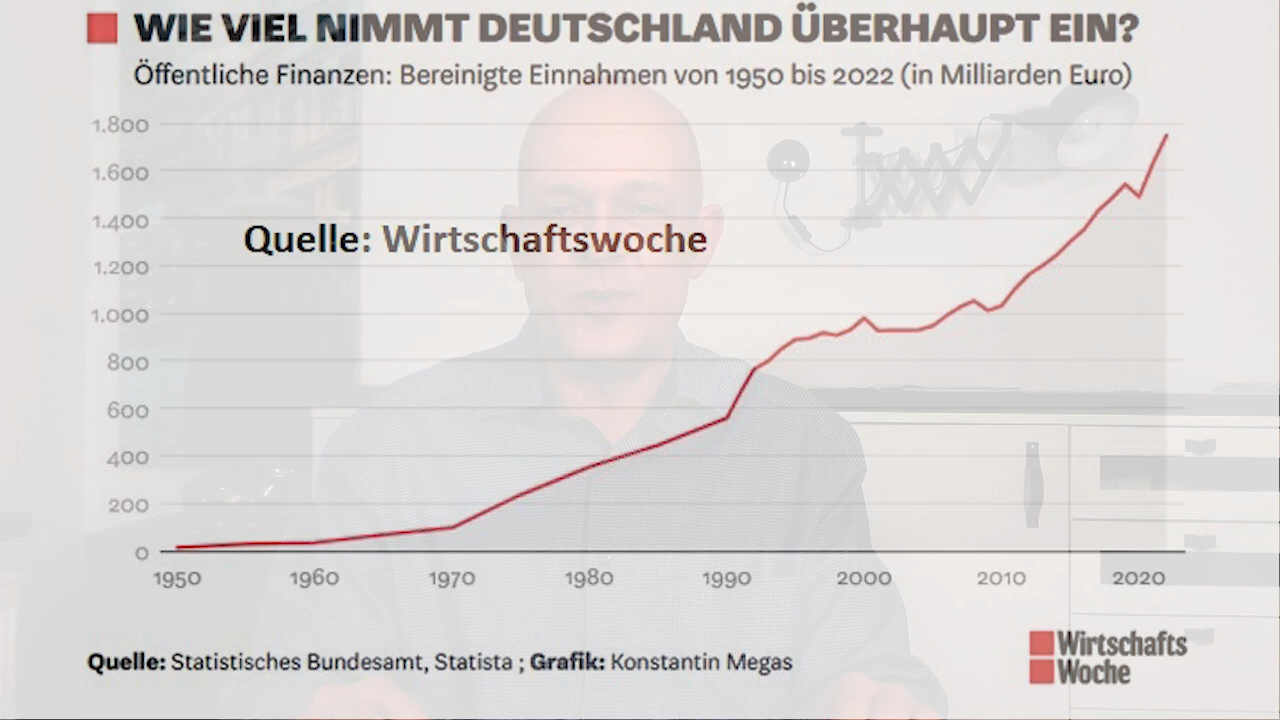 WIE VIEL NIMMT DEUTSCHLAND ÜBERHAUPT EIN?
Öffentliche Finanzen: Bereinigte Einnahmen von 1950 bis 2022 (in Milliarden Euro)
1.800
1.600
1.400
Quelle: Wirtschaftswoche
1.200
1.000
800
600
400
200
0
1950 1960 1970 1980 1990 2000 2010 2020
Quelle: Statistisches Bundesamt, Statista ; Grafik: Konstantin Megas
Wirtschafts
Woche